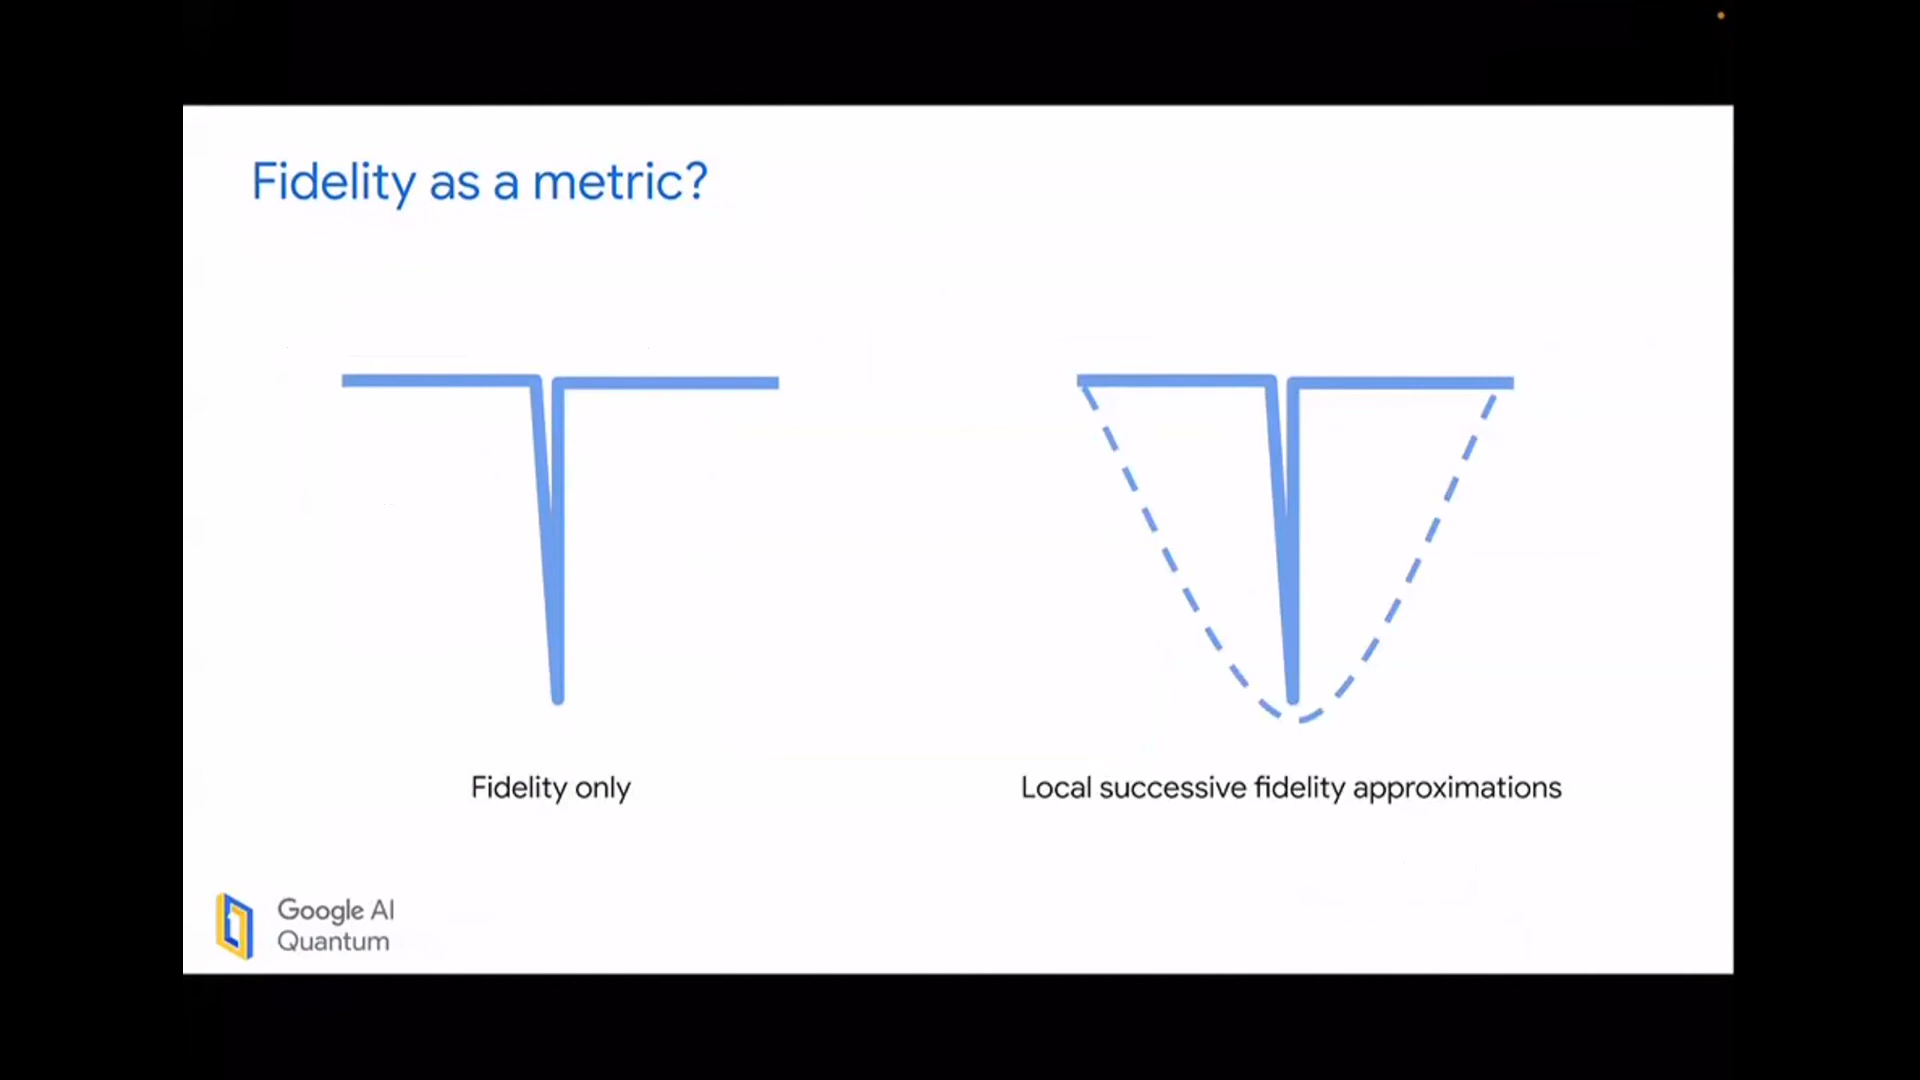 Fidelity as a metric?
Fidelity only
Local successive fidelity approximations
Google AI
Quantum